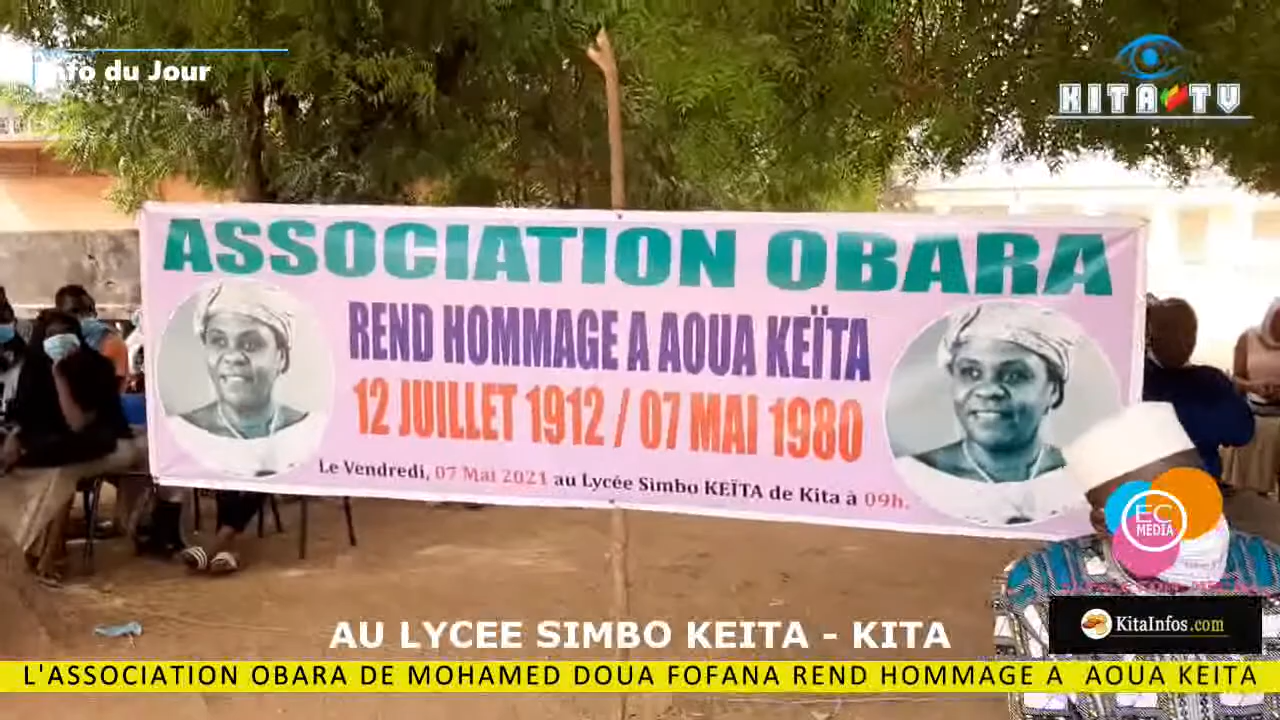 Info du Jour
KITA TV
ASSOCIATION OBARA
REND HOMMAGE A AOUA KEÏTA
12 JUILLET 1912 / 07 MAI 1980
Le Vendredi, 07 Mai 2021 au Lycée Simbo KEÏTA de Kita à 09h.
EC
MEDIA
KitaInfos.com
AU LYCEE SIMBO KEITA - KITA
L'ASSOCIATION OBARA DE MOHAMED DOUA FOFANA REND HOMMAGE A AOUA KEITA